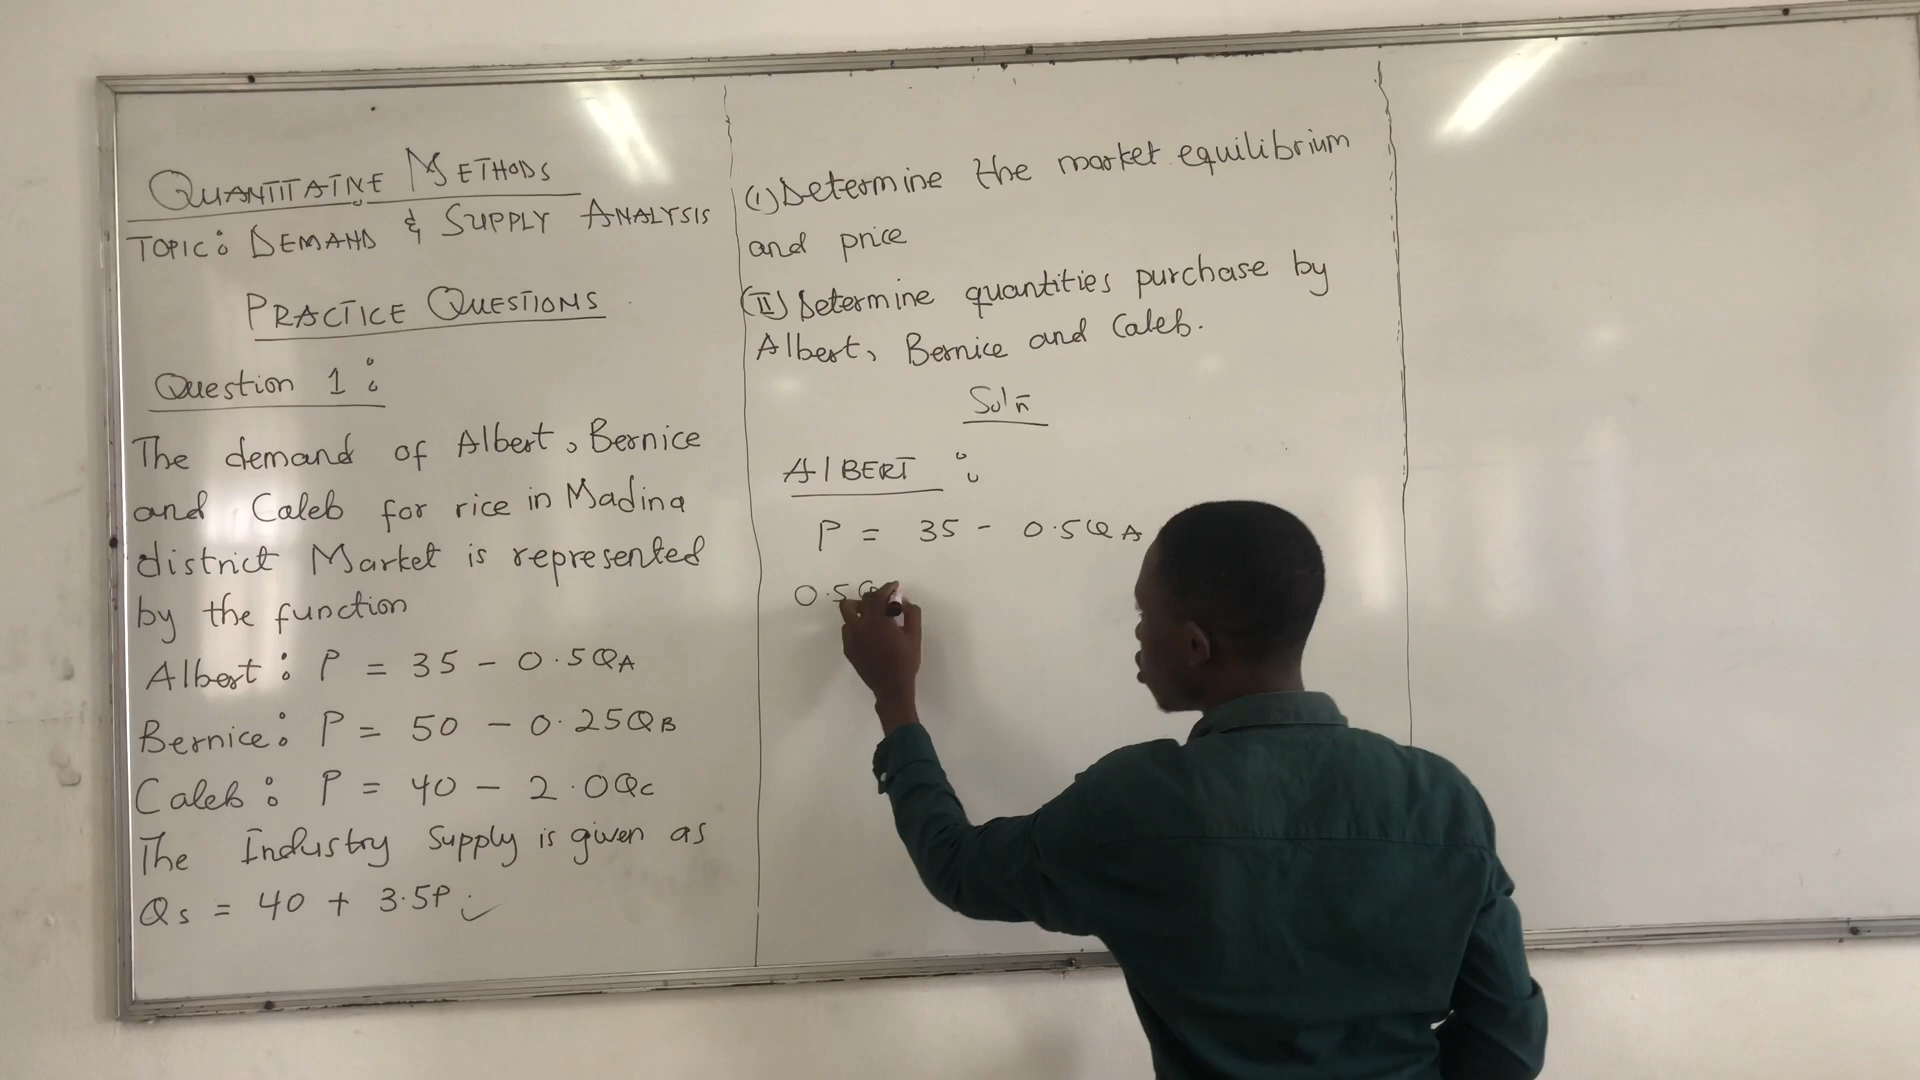 QUANTITATIVE METHODS
TOPIC: DEMAND & SUPPLY ANALYSIS
PRACTICE QUESTIONS
Question 1:
The demand of Albert, Bernice
and Caleb for rice in Madina
district Market is represented
by the function
Albert: P = 35 - 0.5QA
Bernice: P = 50 - 0.25QB
Caleb: P = 40 - 2.0Qc
The Industry Supply is given as
Qs = 40 + 3.5P.
(I) Determine the market equilibrium
and price
(II) Determine quantities purchase by
Albert, Bernice and Caleb.
Soln
ALBERT:
P = 35 - 0.5QA
0.5Q